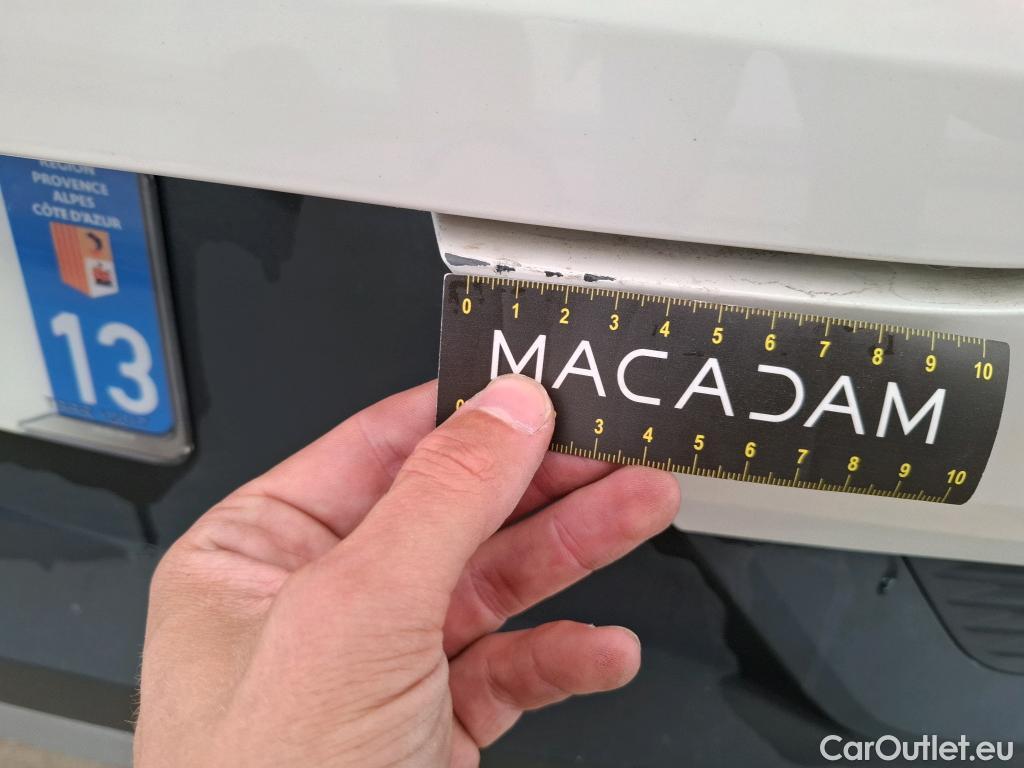 RÉGION
PROVENCE
ALPES
CÔTE D'AZUR
13
0 1 2 3 4 5 6 7 8 9 10
MACADAM
0 3 4 5 6 7 8 9 10
CarOutlet.eu